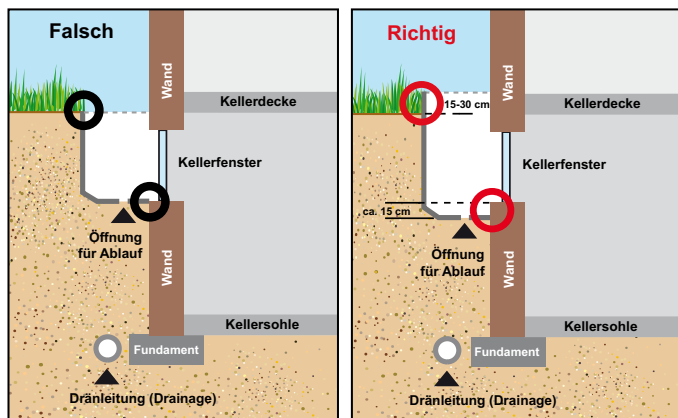 Falsch
Wand
Kellerdecke
Kellerfenster
Öffnung
für Ablauf
Wand
Kellersohle
Fundament
Dränleitung (Drainage)
Richtig
Wand
15-30 cm
Kellerdecke
Kellerfenster
ca. 15 cm
Öffnung
für Ablauf
Wand
Kellersohle
Fundament
Dränleitung (Drainage)